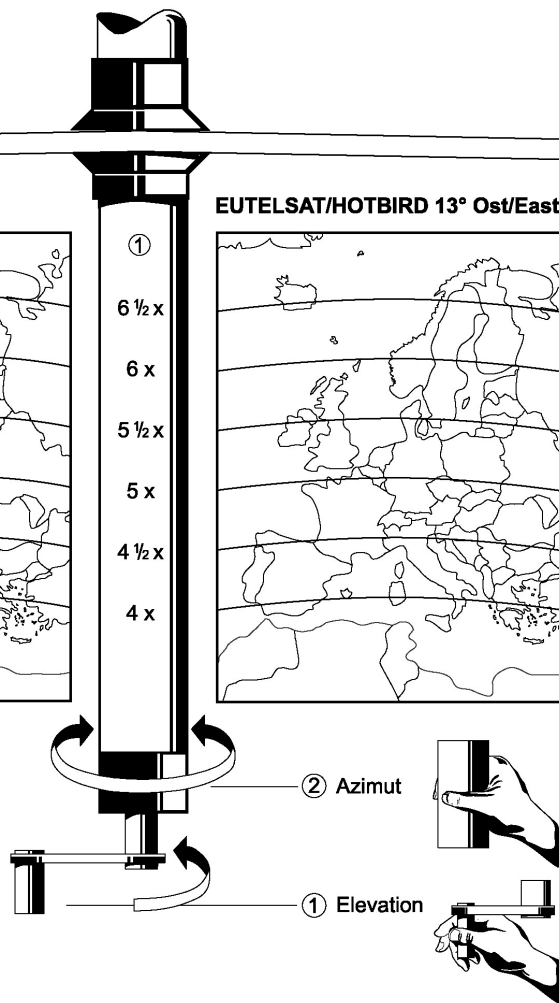 EUTELSAT/HOTBIRD 13° Ost/East
①
6 ½ x
6 x
5 ½ x
5 x
4 ½ x
4 x
② Azimut
① Elevation